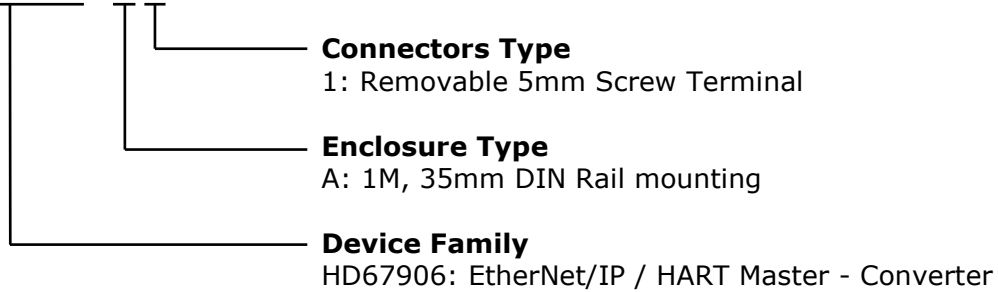 Connectors Type
1: Removable 5mm Screw Terminal
Enclosure Type
A: 1M, 35mm DIN Rail mounting
Device Family
HD67906: EtherNet/IP / HART Master - Converter